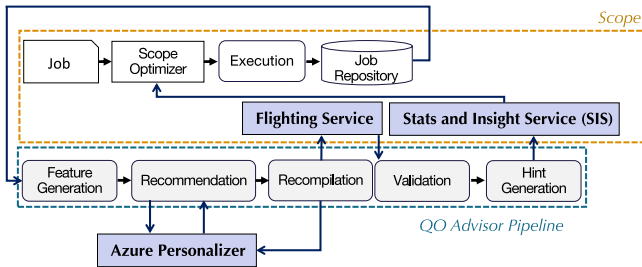 Scope
Job
Scope
Optimizer
Execution
Job
Repository
Flighting Service
Stats and Insight Service (SIS)
Feature
Generation
Recommendation
Recompilation
Validation
Hint
Generation
QO Advisor Pipeline
Azure Personalizer